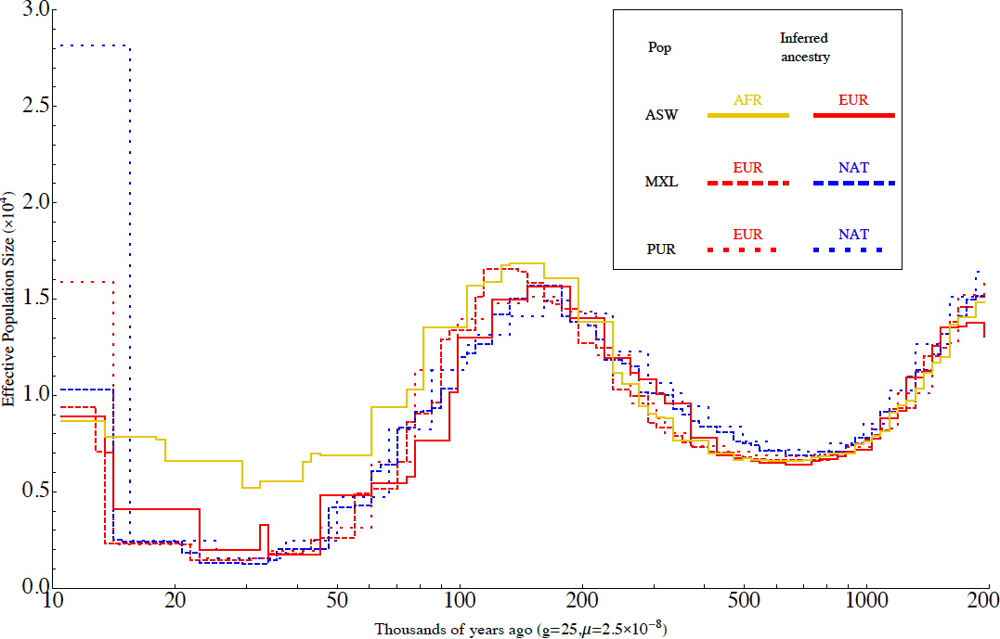 3.0
2.5
2.0
1.5
1.0
0.5
0.0
Effective Population Size (×10⁴)
10 20 50 100 200 500 1000 200
Thousands of years ago (g=25,μ=2.5×10⁻⁸)
Pop Inferred
ancestry
AFR EUR
ASW
EUR NAT
MXL
EUR NAT
PUR